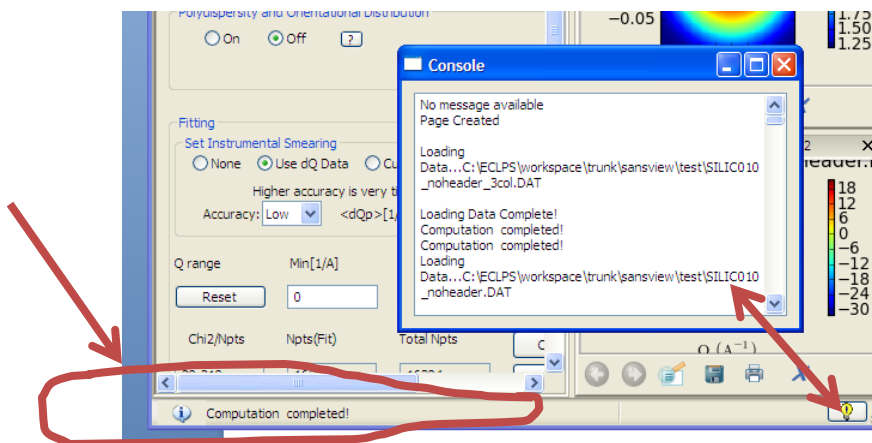 Polydispersity and Orientational Distribution
On Off ?
Fitting
Set Instrumental Smearing
None Use dQ Data
Higher accuracy is very
Accuracy: Low <dQp>[1/
Q range Min[1/A]
Reset 0
Chi2/Npts Npts(Fit) Total Npts
Computation completed!
Console
No message available
Page Created
Loading
Data...C:\ECLPS\workspace\trunk\sansview\test\SILIC010
_noheader_3col.DAT
Loading Data Complete!
Computation completed!
Computation completed!
Loading
Data...C:\ECLPS\workspace\trunk\sansview\test\SILIC010
_noheader.DAT
−0.05
1.75
1.50
1.25
18
12
6
0
−6
−12
−18
−24
−30
Q (A⁻¹)